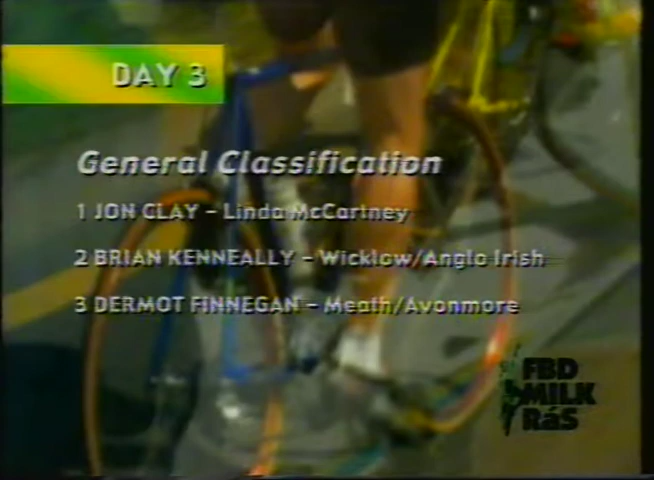 DAY 3
General Classification
1 JON CLAY – Linda McCartney
2 BRIAN KENNEALLY – Wicklow/Anglo Irish
3 DERMOT FINNEGAN – Meath/Avonmore
FBD
MILK
RáS